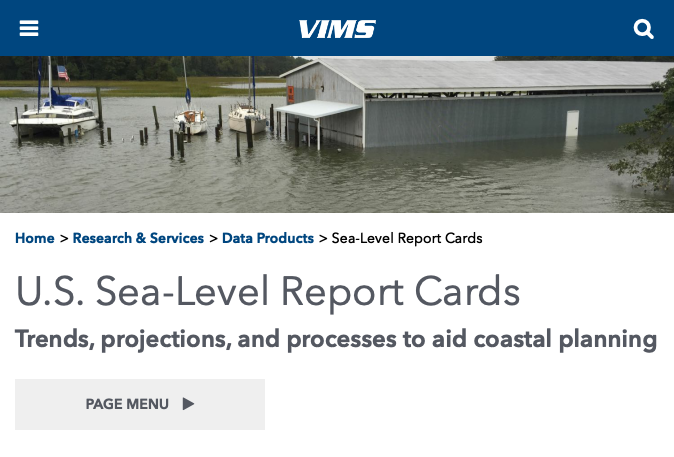 VIMS
Home > Research & Services > Data Products > Sea-Level Report Cards
U.S. Sea-Level Report Cards
Trends, projections, and processes to aid coastal planning
PAGE MENU